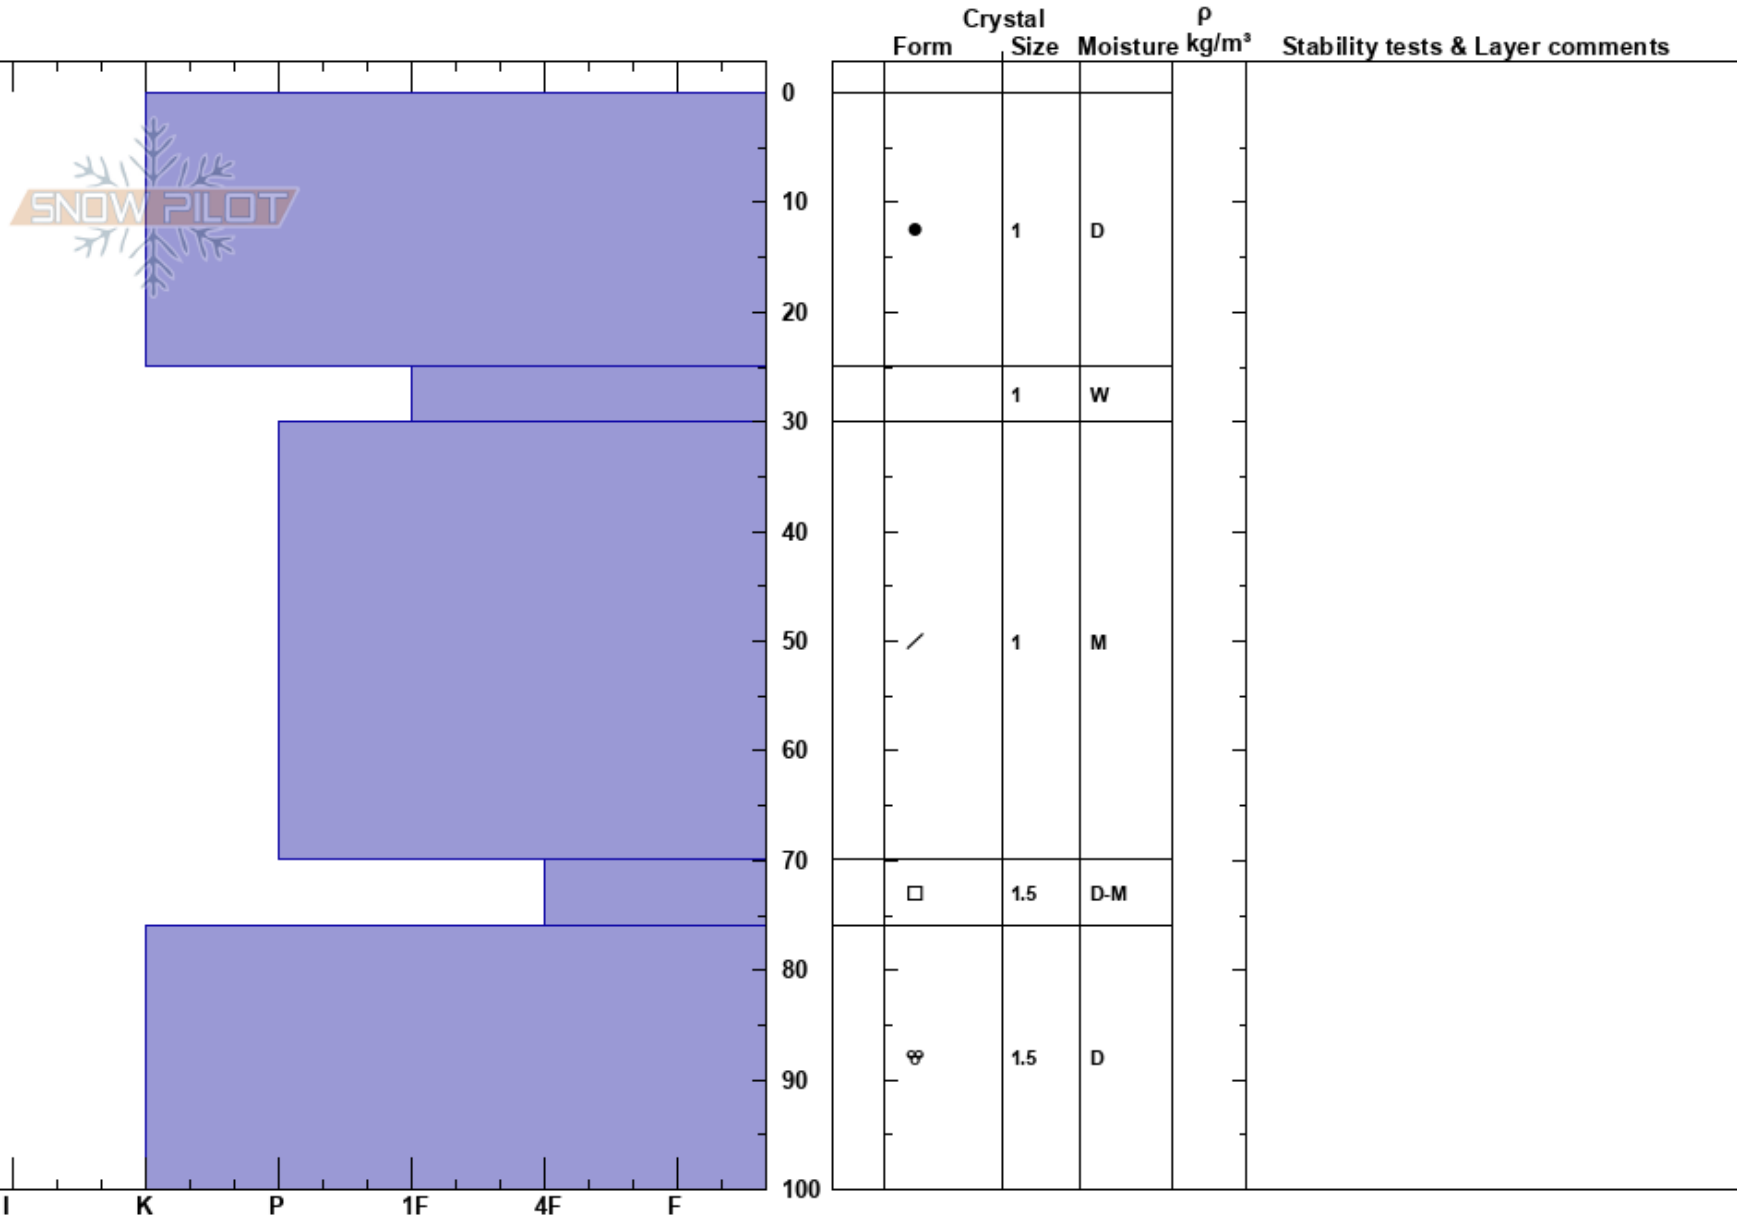 Crystal ρ
Form Size Moisture kg/m³ Stability tests & Layer comments
0
SNOW PILOT
10
1 D
20
1 W
30
40
50
1 M
60
70
1.5 D-M
80
1.5 D
90
100
I K P 1F 4F F